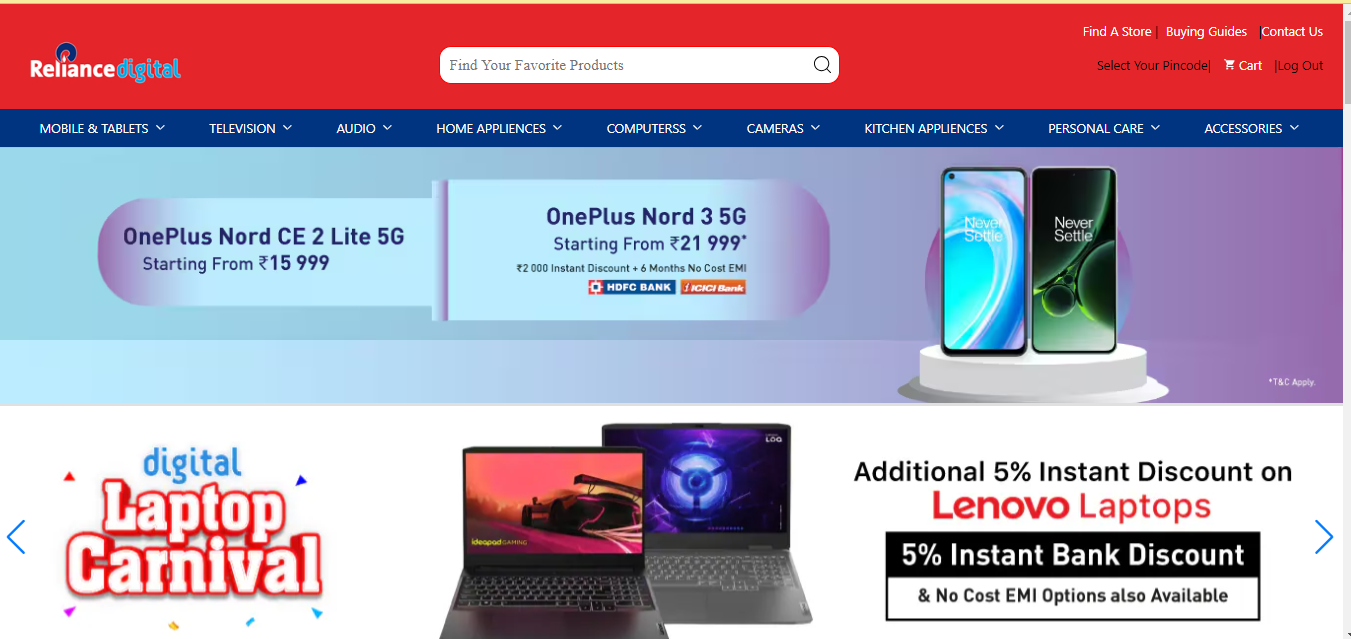 Find A Store | Buying Guides |Contact Us
Reliance digital
Find Your Favorite Products
Select Your Pincode| Cart |Log Out
MOBILE & TABLETS TELEVISION AUDIO HOME APPLIENCES COMPUTERSS CAMERAS KITCHEN APPLIENCES PERSONAL CARE ACCESSORIES
OnePlus Nord CE 2 Lite 5G
Starting From ₹15 999
OnePlus Nord 3 5G
Starting From ₹21 999*
₹2 000 Instant Discount + 6 Months No Cost EMI
HDFC BANK ICICI Bank
Never
Settle
Never
Settle
*T&C Apply.
digital
Laptop
Carnival
ideapad GAMING
LOQ
Additional 5% Instant Discount on
Lenovo Laptops
5% Instant Bank Discount
& No Cost EMI Options also Available